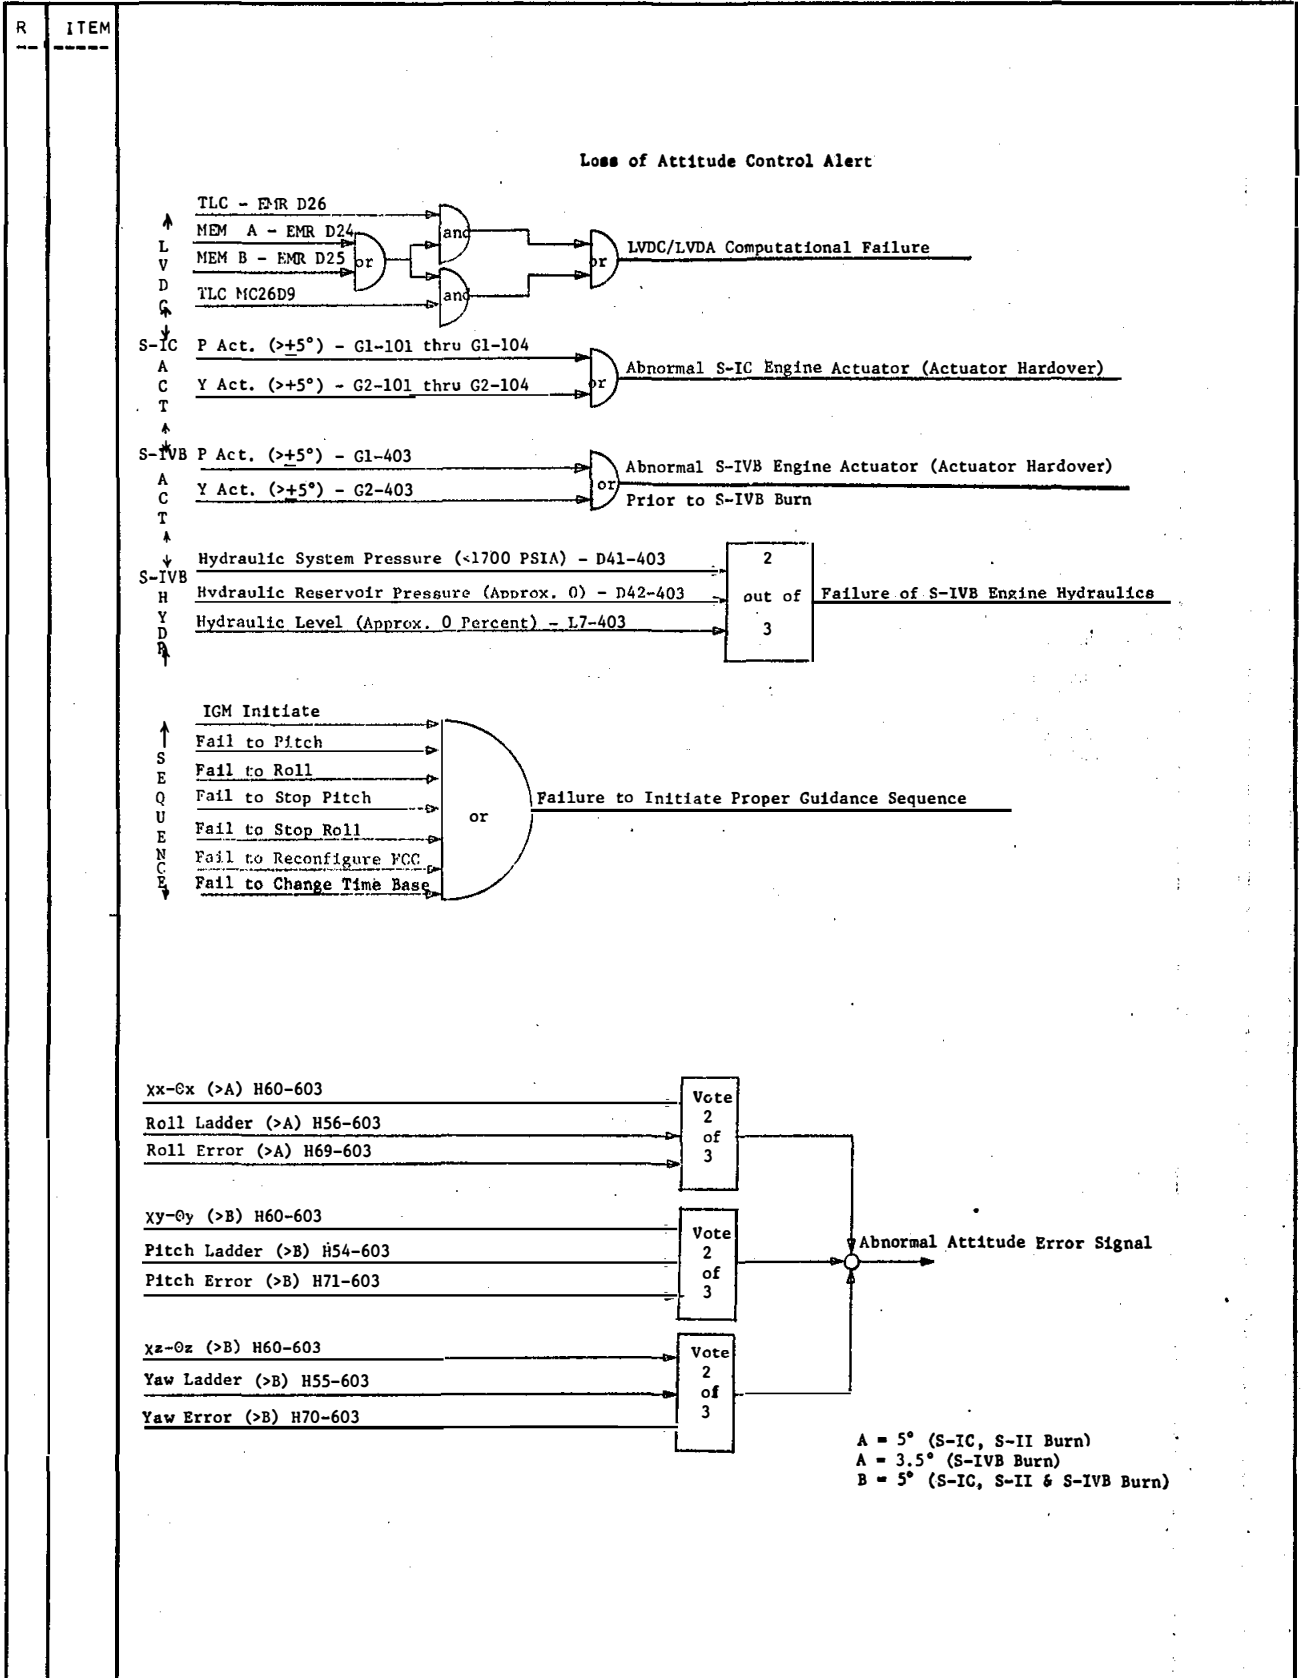 R ITEM
Loss of Attitude Control Alert
LVDC
TLC - EMR D26
MEM A - EMR D24
MEM B - EMR D25
TLC MC26D9
or
and
and
or
LVDC/LVDA Computational Failure
S-IC ACT
P Act. (>±5°) - G1-101 thru G1-104
Y Act. (>+5°) - G2-101 thru G2-104
or
Abnormal S-IC Engine Actuator (Actuator Hardover)
S-IVB ACT
P Act. (>±5°) - G1-403
Y Act. (>±5°) - G2-403
or
Abnormal S-IVB Engine Actuator (Actuator Hardover)
Prior to S-IVB Burn
S-IVB HYDR
Hydraulic System Pressure (<1700 PSIA) - D41-403
Hydraulic Reservoir Pressure (Approx. 0) - D42-403
Hydraulic Level (Approx. 0 Percent) - L7-403
2
out of
3
Failure of S-IVB Engine Hydraulics
SEQUENCE
IGM Initiate
Fail to Pitch
Fail to Roll
Fail to Stop Pitch
Fail to Stop Roll
Fail to Reconfigure FCC
Fail to Change Time Base
or
Failure to Initiate Proper Guidance Sequence
χx-Θx (>A) H60-603
Roll Ladder (>A) H56-603
Roll Error (>A) H69-603
Vote
2
of
3
χy-Θy (>B) H60-603
Pitch Ladder (>B) H54-603
Pitch Error (>B) H71-603
Vote
2
of
3
Abnormal Attitude Error Signal
χz-Θz (>B) H60-603
Yaw Ladder (>B) H55-603
Yaw Error (>B) H70-603
Vote
2
of
3
A = 5° (S-IC, S-II Burn)
A = 3.5° (S-IVB Burn)
B = 5° (S-IC, S-II & S-IVB Burn)